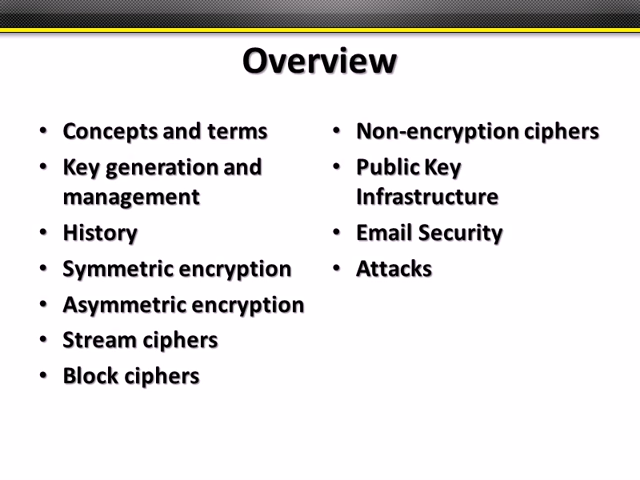 Overview
• Concepts and terms
• Key generation and
management
• History
• Symmetric encryption
• Asymmetric encryption
• Stream ciphers
• Block ciphers
• Non-encryption ciphers
• Public Key
Infrastructure
• Email Security
• Attacks